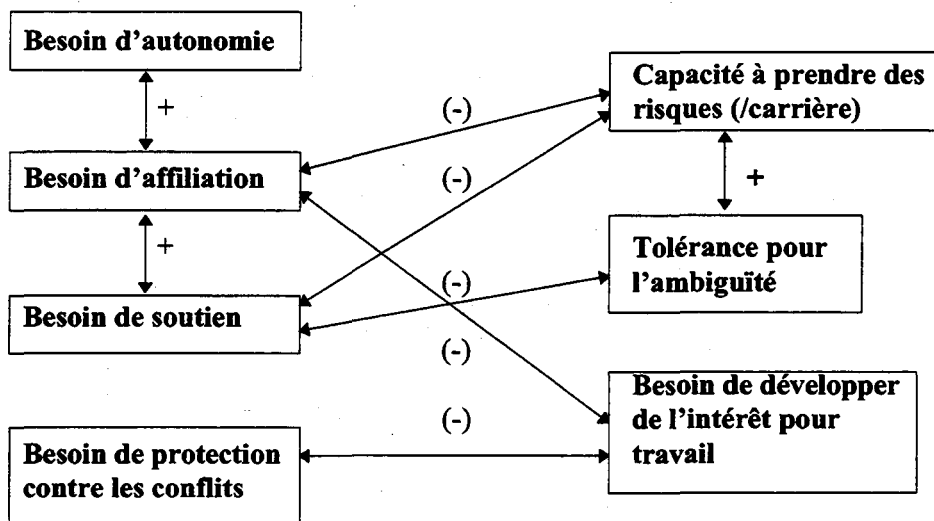 Besoin d'autonomie
+
Besoin d'affiliation
+
Besoin de soutien
Besoin de protection
contre les conflits
(-)
(-)
(-)
(-)
(-)
Capacité à prendre des
risques (/carrière)
+
Tolérance pour
l'ambiguïté
Besoin de développer
de l'intérêt pour
travail